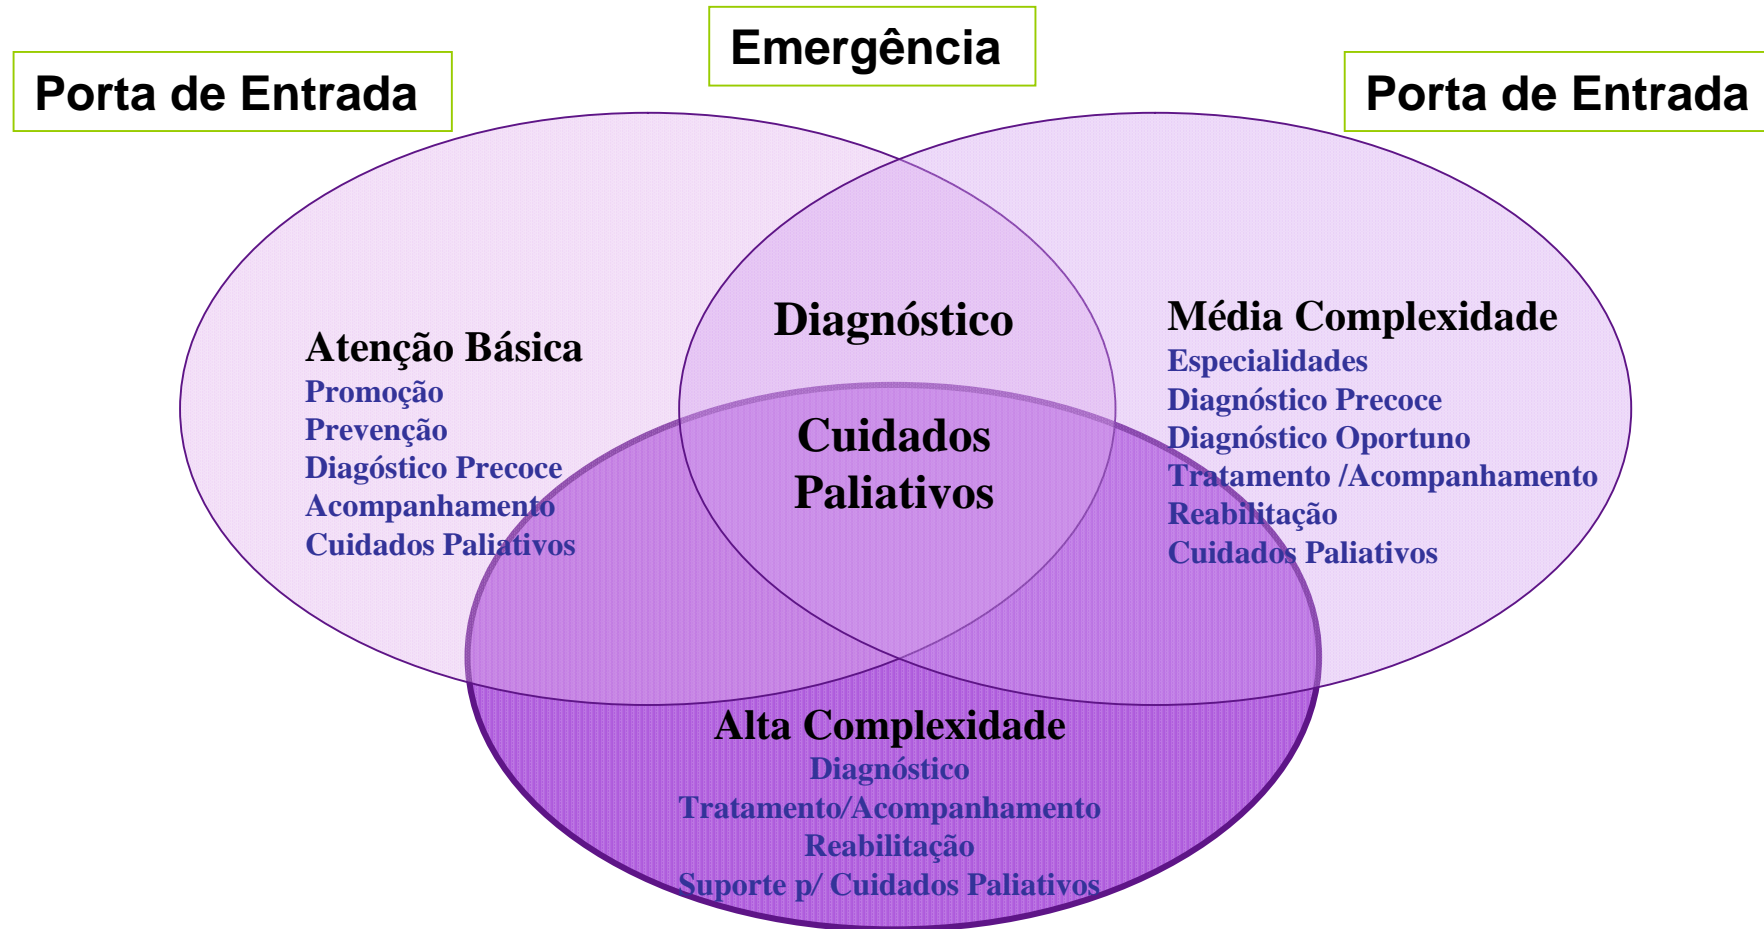 Emergência
Porta de Entrada
Porta de Entrada
Atenção Básica
Promoção
Prevenção
Diagóstico Precoce
Acompanhamento
Cuidados Paliativos
Diagnóstico
Cuidados
Paliativos
Média Complexidade
Especialidades
Diagnóstico Precoce
Diagnóstico Oportuno
Tratamento /Acompanhamento
Reabilitação
Cuidados Paliativos
Alta Complexidade
Diagnóstico
Tratamento/Acompanhamento
Reabilitação
Suporte p/ Cuidados Paliativos